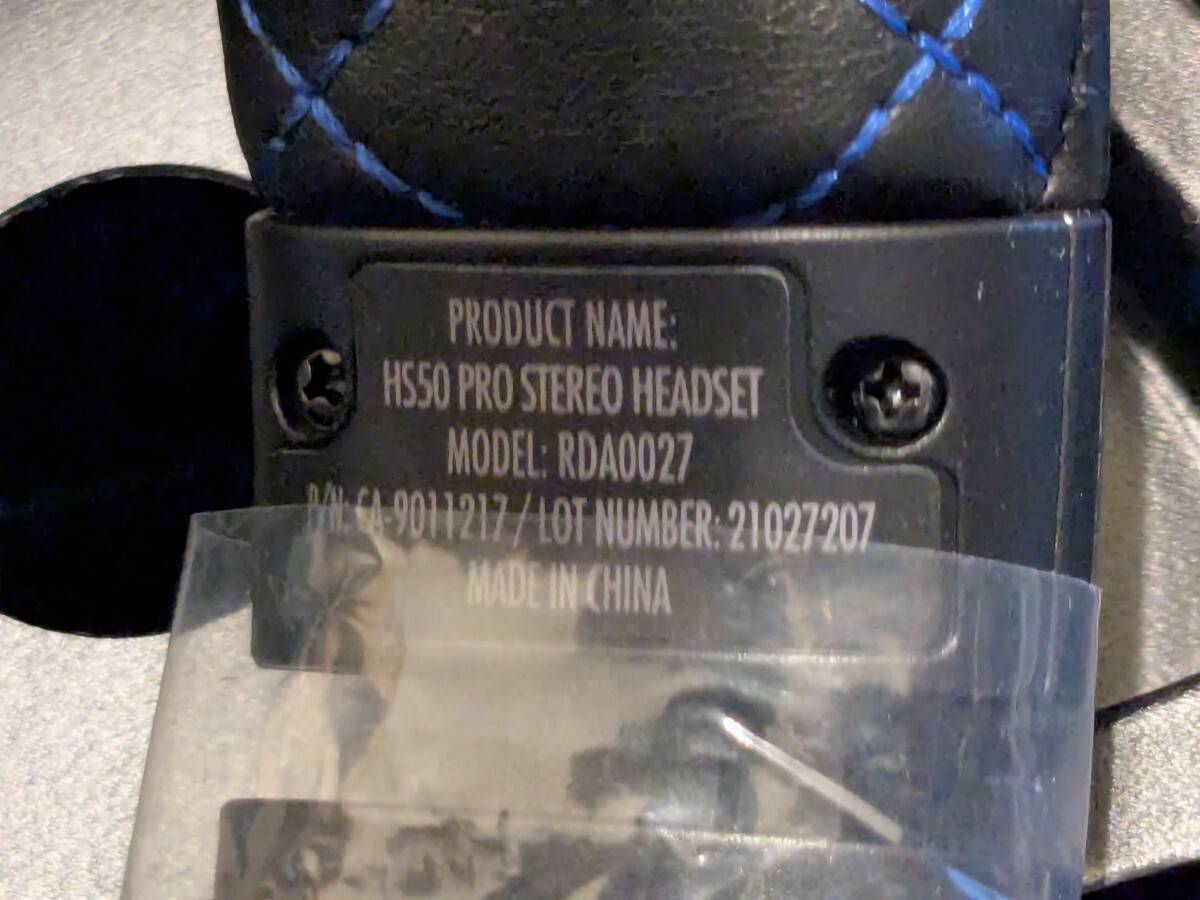 PRODUCT NAME:
HS50 PRO STEREO HEADSET
MODEL: RDA0027
P/N: CA-9011217 / LOT NUMBER: 21027207
MADE IN CHINA